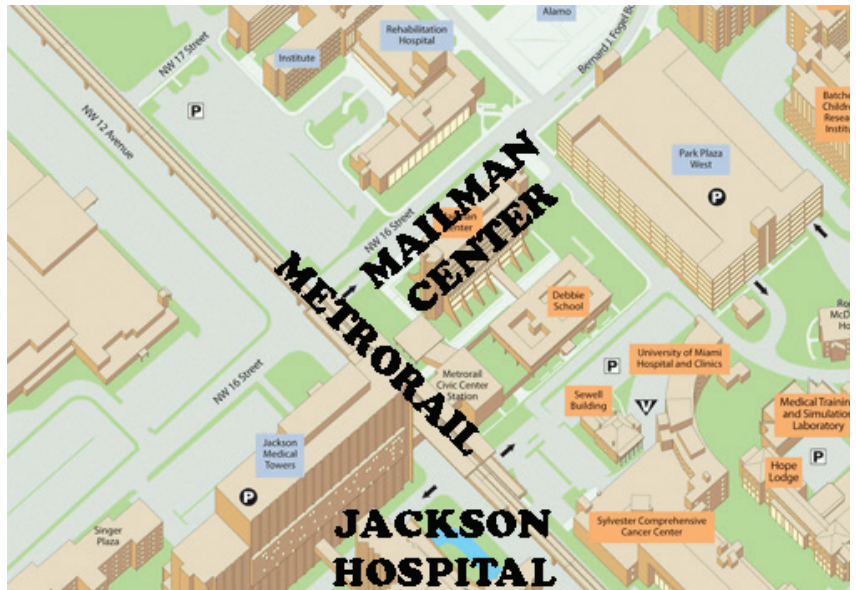 Alamo
Rehabilitation
Hospital
Institute
NW 17 Street
Bernard J. Fogel
NW 12 Avenue
P
Park Plaza
West
P
MAILMAN
CENTER
NW 16 Street
METRORAIL
Debbie
School
University of Miami
Hospital and Clinics
P
Metrorail
Civic Center
Station
Sewell
Building
NW 16 Street
Medical Training
and Simulation
Laboratory
Jackson
Medical
Towers
P
Hope
Lodge
P
Singer
Plaza
JACKSON
HOSPITAL
Sylvester Comprehensive
Cancer Center